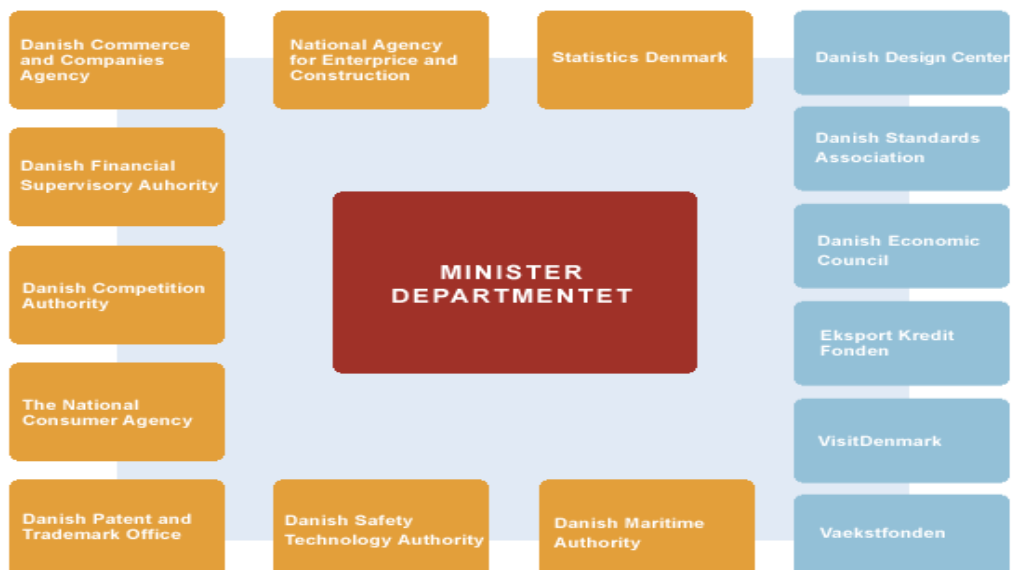 Danish Commerce
and Companies
Agency
National Agency
for Enterprice and
Construction
Statistics Denmark
Danish Design Center
Danish Standards
Association
Danish Financial
Supervisory Auhority
Danish Economic
Council
MINISTER
DEPARTMENTET
Danish Competition
Authority
Eksport Kredit
Fonden
The National
Consumer Agency
VisitDenmark
Danish Patent and
Trademark Office
Danish Safety
Technology Authority
Danish Maritime
Authority
Vaekstfonden